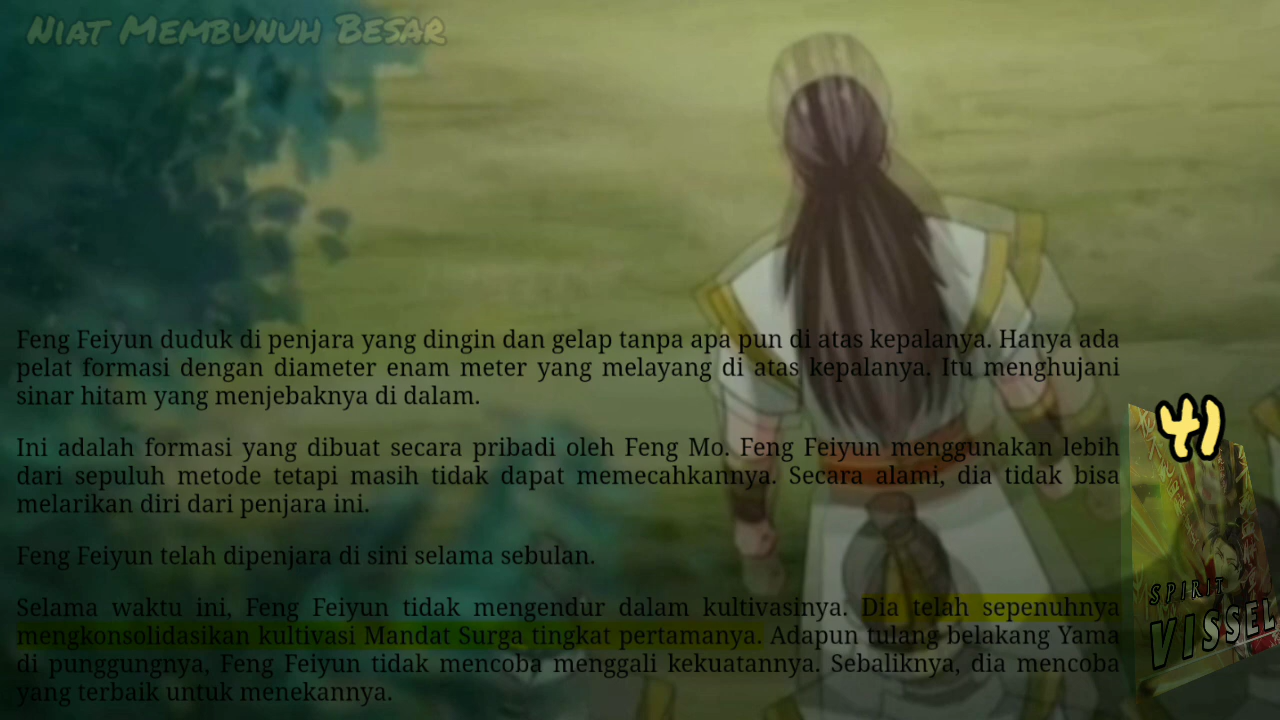 Niat Membunuh Besar
Feng Feiyun duduk di penjara yang dingin dan gelap tanpa apa pun di atas kepalanya. Hanya ada
pelat formasi dengan diameter enam meter yang melayang di atas kepalanya. Itu menghujani
sinar hitam yang menjebaknya di dalam.
Ini adalah formasi yang dibuat secara pribadi oleh Feng Mo. Feng Feiyun menggunakan lebih
dari sepuluh metode tetapi masih tidak dapat memecahkannya. Secara alami, dia tidak bisa
melarikan diri dari penjara ini.
Feng Feiyun telah dipenjara di sini selama sebulan.
Selama waktu ini, Feng Feiyun tidak mengendur dalam kultivasinya. Dia telah sepenuhnya
mengkonsolidasikan kultivasi Mandat Surga tingkat pertamanya. Adapun tulang belakang Yama
di punggungnya, Feng Feiyun tidak mencoba menggali kekuatannya. Sebaliknya, dia mencoba
yang terbaik untuk menekannya.
41
SPIRIT
VISSEL